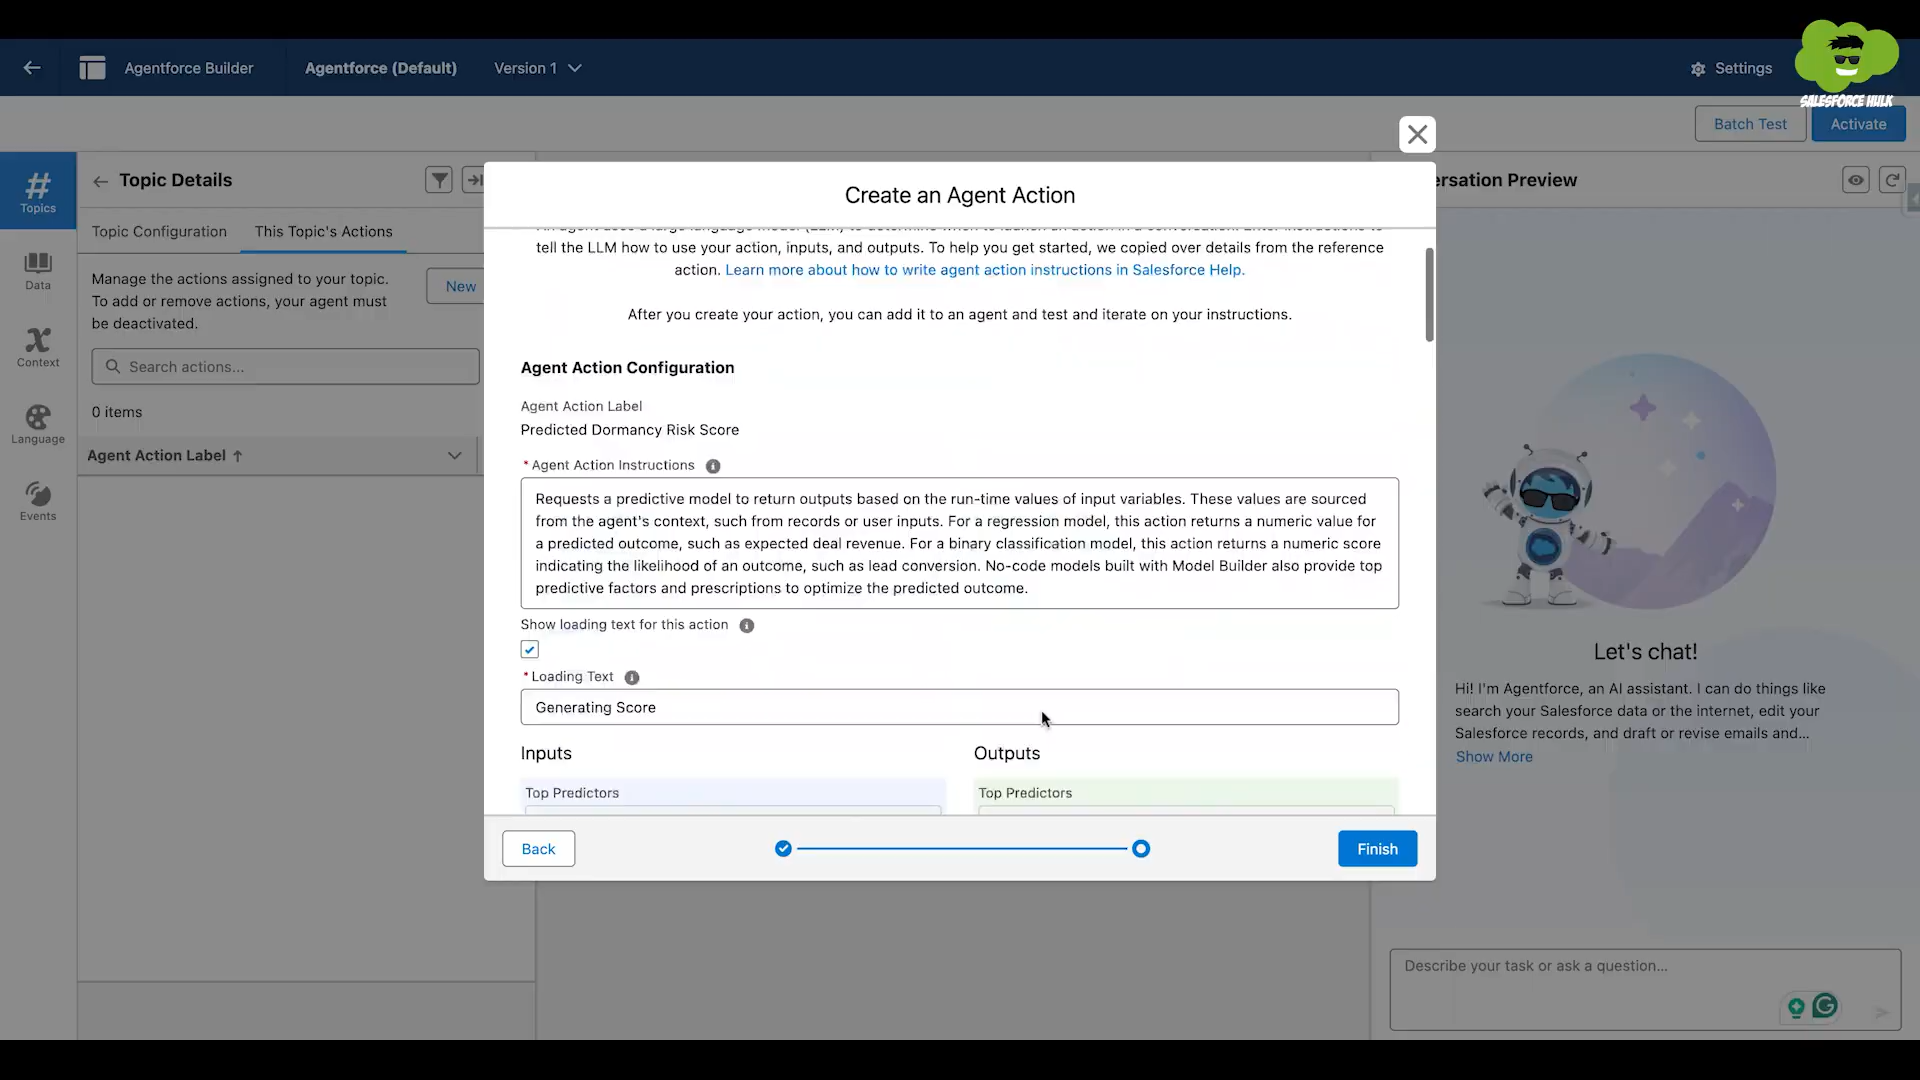 SALESFORCE HULK
Agentforce Builder
Agentforce (Default)
Version 1
Settings
Batch Test
Activate
Topics
Data
Context
Language
Events
Topic Details
Topic Configuration
This Topic's Actions
Manage the actions assigned to your topic.
To add or remove actions, your agent must
be deactivated.
New
Search actions...
0 items
Agent Action Label ↑
Create an Agent Action
tell the LLM how to use your action, inputs, and outputs. To help you get started, we copied over details from the reference
action. Learn more about how to write agent action instructions in Salesforce Help.
After you create your action, you can add it to an agent and test and iterate on your instructions.
Agent Action Configuration
Agent Action Label
Predicted Dormancy Risk Score
* Agent Action Instructions
Requests a predictive model to return outputs based on the run-time values of input variables. These values are sourced
from the agent's context, such from records or user inputs. For a regression model, this action returns a numeric value for
a predicted outcome, such as expected deal revenue. For a binary classification model, this action returns a numeric score
indicating the likelihood of an outcome, such as lead conversion. No-code models built with Model Builder also provide top
predictive factors and prescriptions to optimize the predicted outcome.
Show loading text for this action
* Loading Text
Generating Score
Inputs
Outputs
Top Predictors
Top Predictors
Back
Finish
ersation Preview
Let's chat!
Hi! I'm Agentforce, an AI assistant. I can do things like
search your Salesforce data or the internet, edit your
Salesforce records, and draft or revise emails and...
Show More
Describe your task or ask a question...